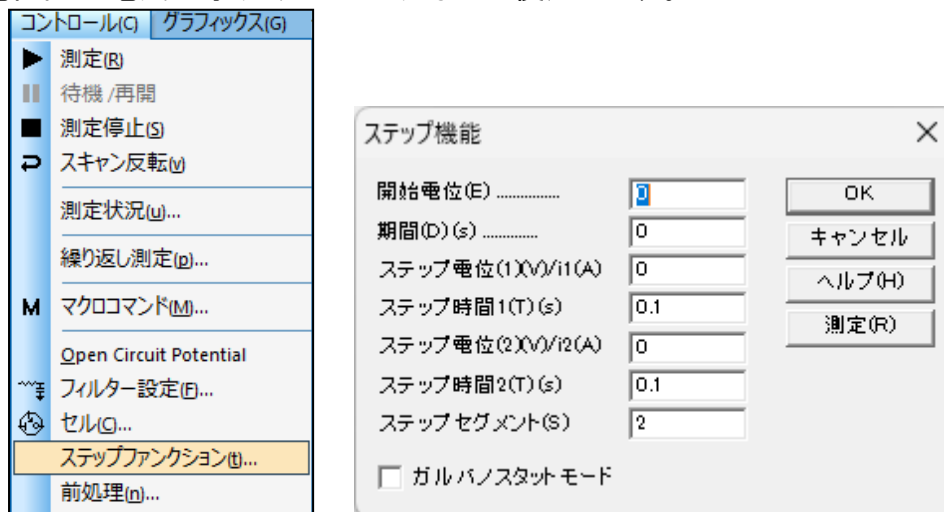 コントロール(C) グラフィックス(G)
測定(R)
待機 /再開
測定停止(S)
スキャン反転(v)
測定状況(u)...
繰り返し測定(p)...
M マクロコマンド(M)...
Open Circuit Potential
フィルター設定(F)...
セル(C)...
ステップファンクション(t)...
前処理(n)...
ステップ機能
開始電位(E) .............. 0
期間(D)(s) ............ 0
ステップ電位(1)(V)/i1(A) 0
ステップ時間1(T)(s) 0.1
ステップ電位(2)(V)/i2(A) 0
ステップ時間2(T)(s) 0.1
ステップセグメント(S) 2
ガルバノスタットモード
OK
キャンセル
ヘルプ(H)
測定(R)